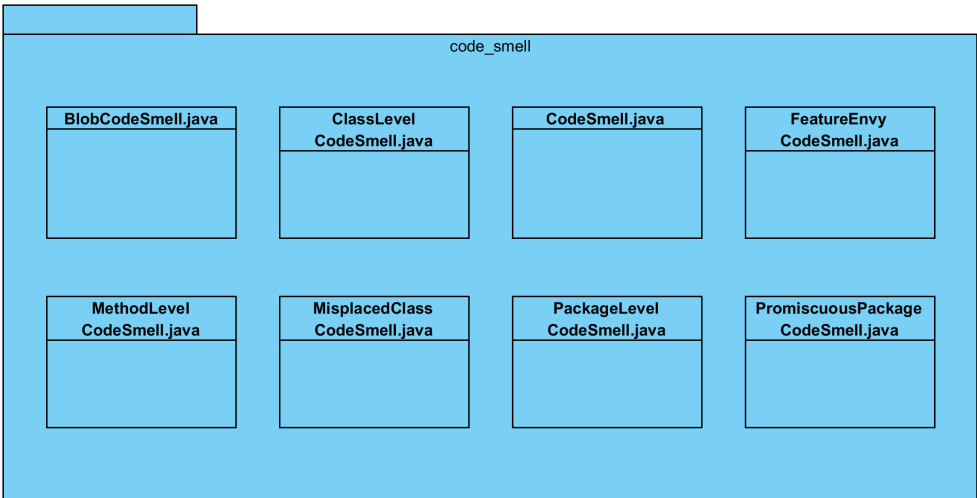 code_smell
BlobCodeSmell.java
ClassLevel
CodeSmell.java
CodeSmell.java
FeatureEnvy
CodeSmell.java
MethodLevel
CodeSmell.java
MisplacedClass
CodeSmell.java
PackageLevel
CodeSmell.java
PromiscuousPackage
CodeSmell.java